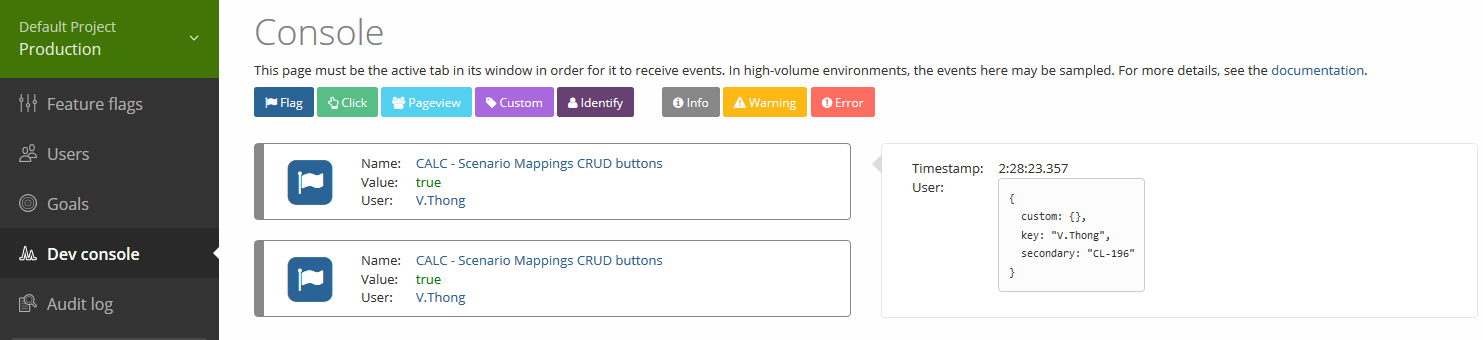 Default Project
Production
Feature flags
Users
Goals
Dev console
Audit log
Console
This page must be the active tab in its window in order for it to receive events. In high-volume environments, the events here may be sampled. For more details, see the documentation.
Flag Click Pageview Custom Identify Info Warning Error
Name: CALC - Scenario Mappings CRUD buttons
Value: true
User: V.Thong
Name: CALC - Scenario Mappings CRUD buttons
Value: true
User: V.Thong
Timestamp: 2:28:23.357
User:
{
custom: {},
key: "V.Thong",
secondary: "CL-196"
}